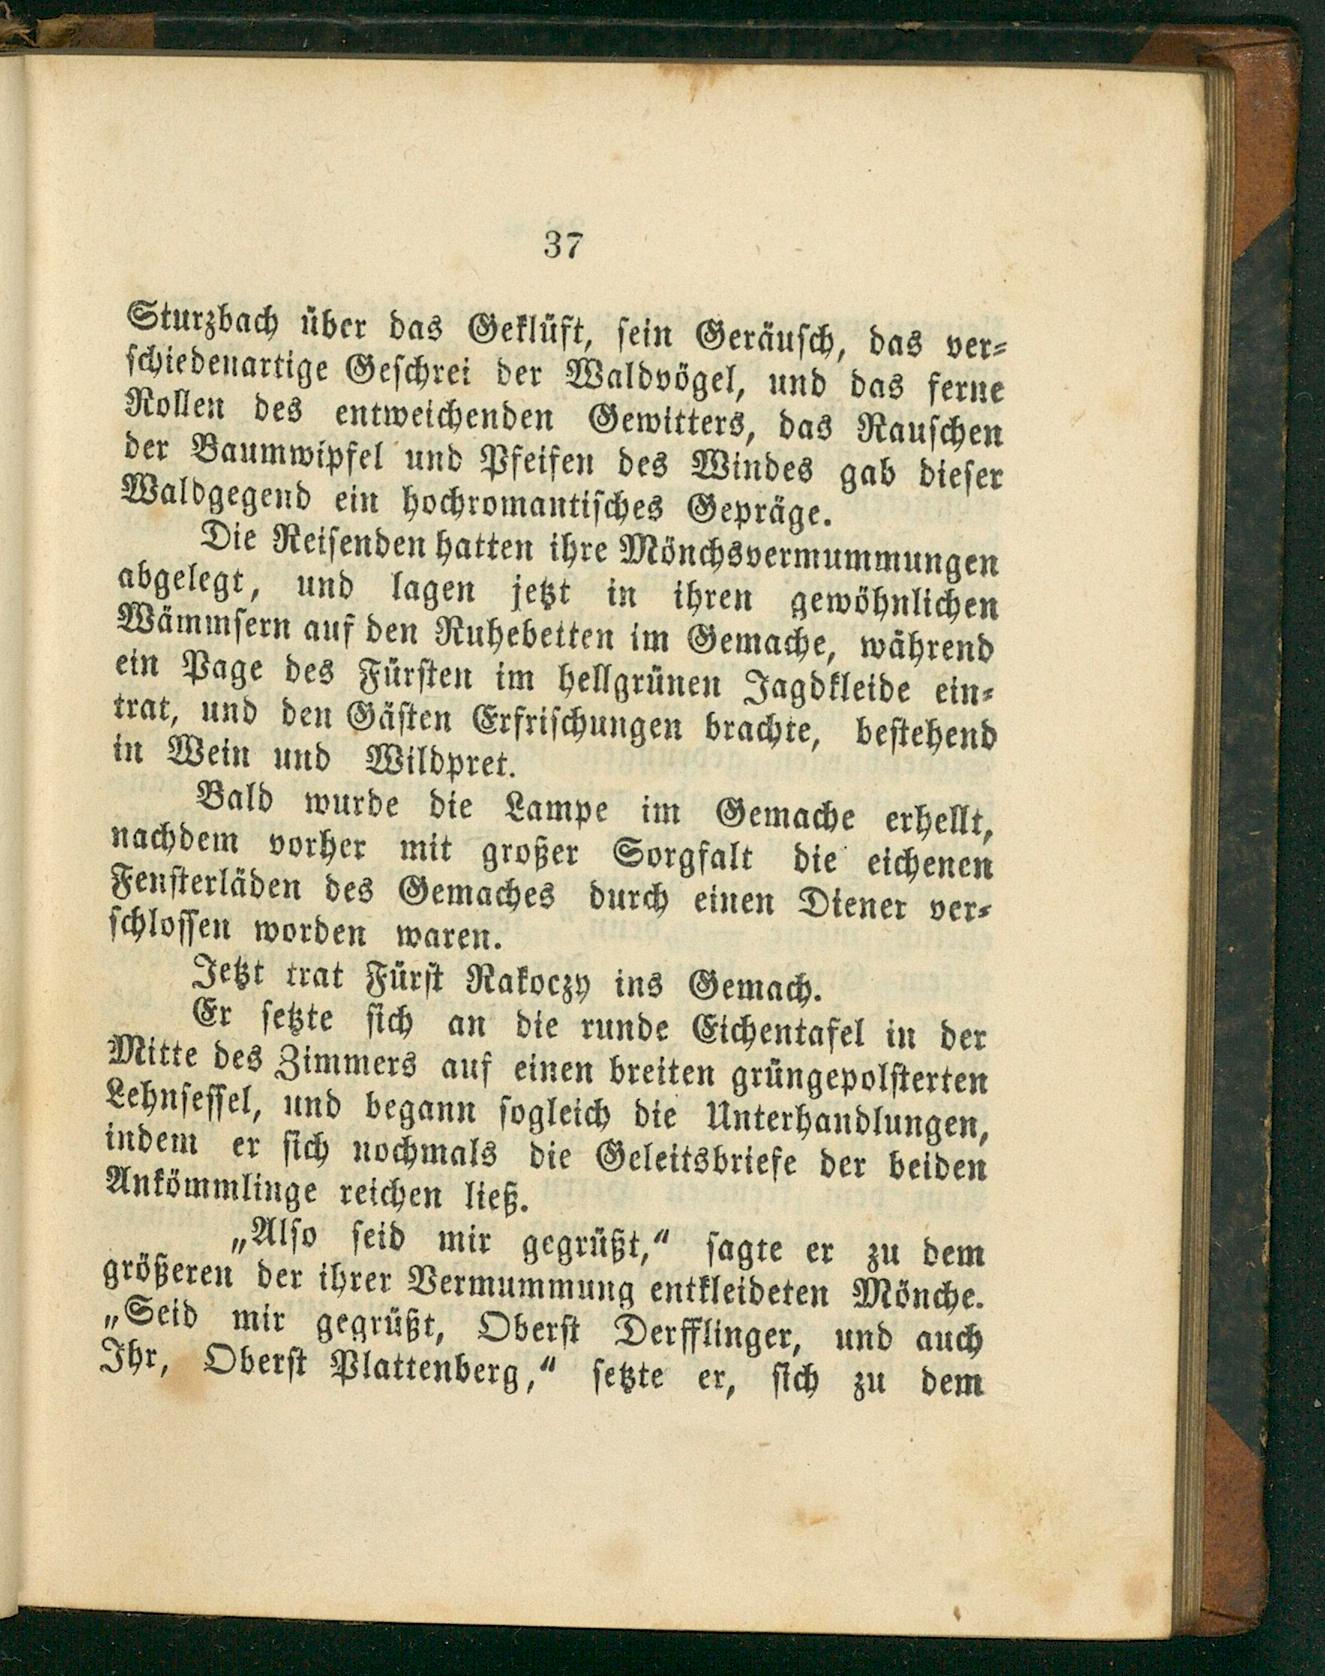 37
Sturzbach über das Geklüft, sein Geräusch, das ver-
schiedenartige Geschrei der Waldvögel, und das ferne
Rollen des entweichenden Gewitters, das Rauschen
der Baumwipfel und Pfeifen des Windes gab dieser
Waldgegend ein hochromantisches Gepräge.
Die Reisenden hatten ihre Mönchsvermummungen
abgelegt, und lagen jetzt in ihren gewöhnlichen
Wämmsern auf den Ruhebetten im Gemache, während
ein Page des Fürsten im hellgrünen Jagdkleide ein-
trat, und den Gästen Erfrischungen brachte, bestehend
in Wein und Wildpret.
Bald wurde die Lampe im Gemache erhellt,
nachdem vorher mit großer Sorgfalt die eichenen
Fensterläden des Gemaches durch einen Diener ver-
schlossen worden waren.
Jetzt trat Fürst Rakoczy ins Gemach.
Er setzte sich an die runde Eichentafel in der
Mitte des Zimmers auf einen breiten grüngepolsterten
Lehnsessel, und begann sogleich die Unterhandlungen,
indem er sich nochmals die Geleitsbriefe der beiden
Ankömmlinge reichen ließ.
„Also seid mir gegrüßt,“ sagte er zu dem
größeren der ihrer Vermummung entkleideten Mönche.
„Seid mir gegrüßt, Oberst Derfflinger, und auch
Ihr, Oberst Plattenberg,“ setzte er, sich zu dem